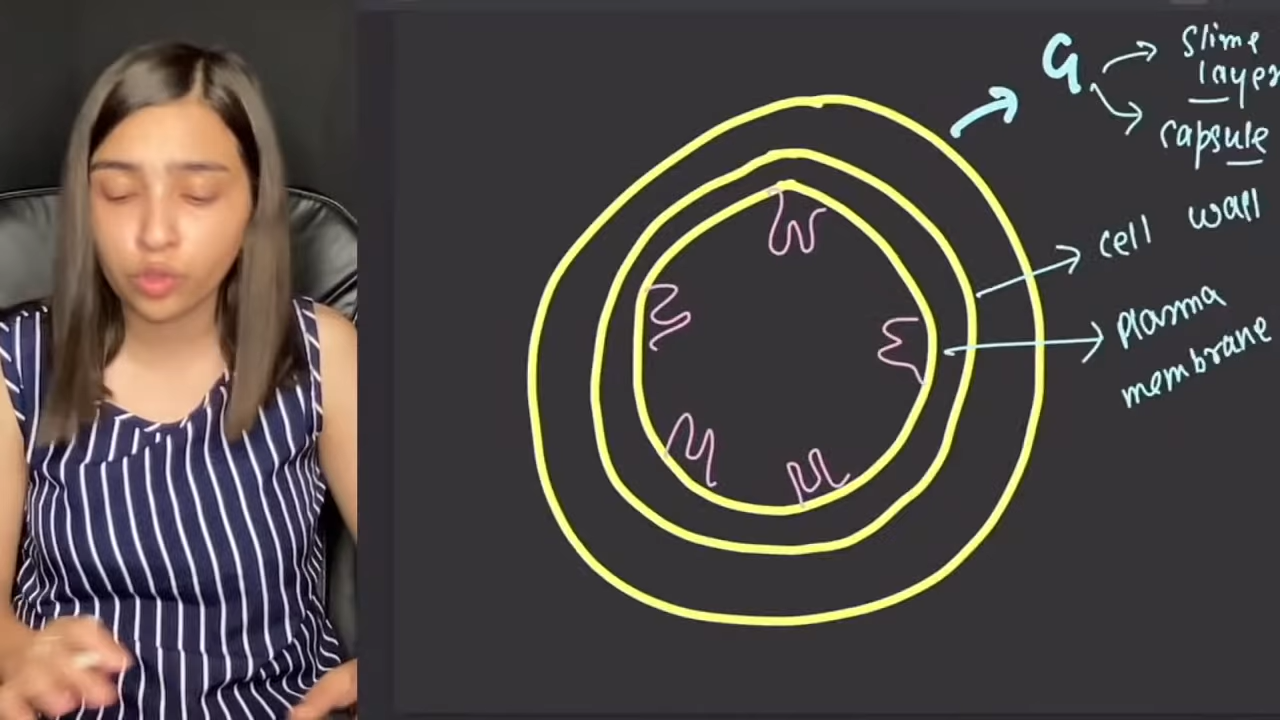 G
slime
layer
capsule
cell wall
Plasma
membrane